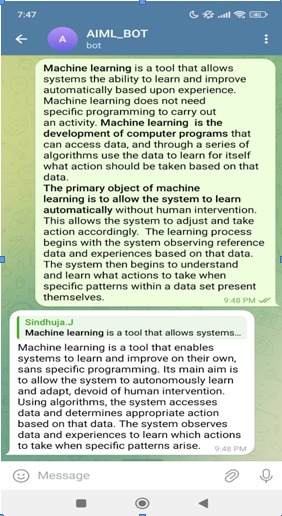 7:47
AIML_BOT
A
bot
Machine learning is a tool that allows
systems the ability to learn and improve
automatically based upon experience.
Machine learning does not need
specific programming to carry out
an activity. Machine learning is the
development of computer programs that
can access data, and through a series of
algorithms use the data to learn for itself
what action should be taken based on that
data.
The primary object of machine
learning is to allow the system to learn
automatically without human intervention.
This allows the system to adjust and take
action accordingly. The learning process
begins with the system observing reference
data and experiences based on that data.
The system then begins to understand
and learn what actions to take when
specific patterns within a data set present
themselves.
9:48 PM
Sindhuja.J
Machine learning is a tool that allows systems...
Machine learning is a tool that enables
systems to learn and improve on their own,
sans specific programming. Its main aim is
to allow the system to autonomously learn
and adapt, devoid of human intervention.
Using algorithms, the system accesses
data and determines appropriate action
based on that data. The system observes
data and experiences to learn which actions
to take when specific patterns arise. 9:48 PM
Message